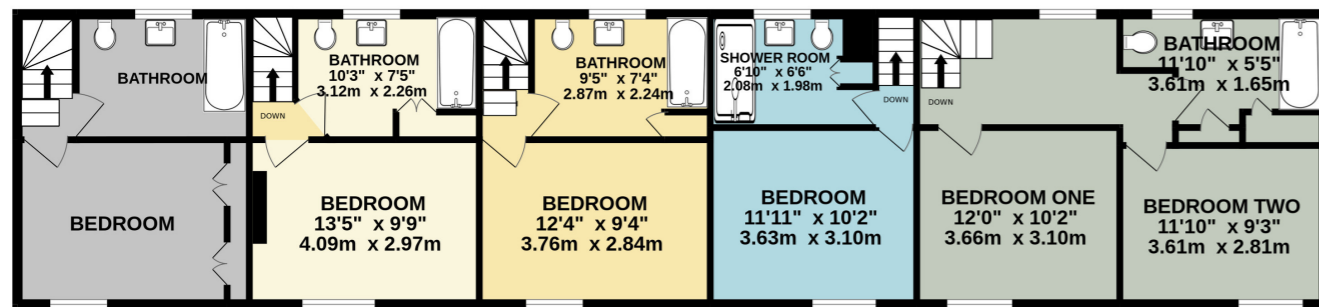 BATHROOM
BEDROOM
DOWN
BATHROOM
10'3" x 7'5"
3.12m x 2.26m
BEDROOM
13'5" x 9'9"
4.09m x 2.97m
BATHROOM
9'5" x 7'4"
2.87m x 2.24m
BEDROOM
12'4" x 9'4"
3.76m x 2.84m
SHOWER ROOM
6'10" x 6'6"
2.08m x 1.98m
DOWN
BEDROOM
11'11" x 10'2"
3.63m x 3.10m
DOWN
BEDROOM ONE
12'0" x 10'2"
3.66m x 3.10m
BATHROOM
11'10" x 5'5"
3.61m x 1.65m
BEDROOM TWO
11'10" x 9'3"
3.61m x 2.81m